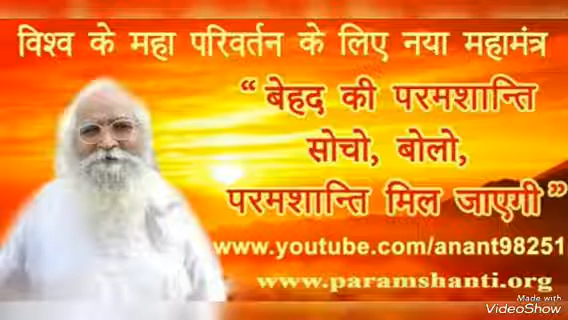 विश्व के महा परिवर्तन के लिए नया महामंत्र
“ बेहद की परमशान्ति
सोचो, बोलो,
परमशान्ति मिल जाएगी ”
www.youtube.com/anant98251
www.paramshanti.org
Made with
VideoShow